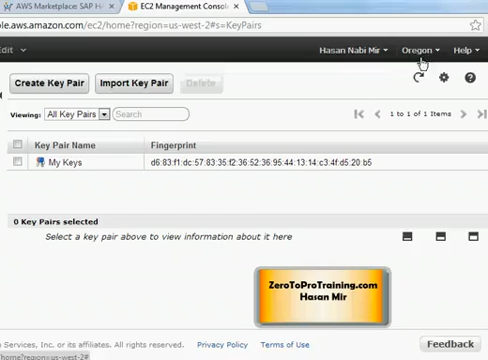 AWS Marketplace: SAP H
EC2 Management Consol
ole.aws.amazon.com/ec2/home?region=us-west-2#s=KeyPairs
Edit
Hasan Nabi Mir
Oregon
Help
Create Key Pair
Import Key Pair
Delete
Viewing:
All Key Pairs
Search
1 to 1 of 1 Items
Key Pair Name
Fingerprint
My Keys
d6:83:f1:dc:57:83:35:f2:36:52:36:95:44:13:14:c3:4f:d5:20:b5
0 Key Pairs selected
Select a key pair above to view information about it here
ZeroToProTraining.com
Hasan Mir
Services, Inc. or its affiliates. All rights reserved.
Privacy Policy
Terms of Use
Feedback
home?region=us-west-2#